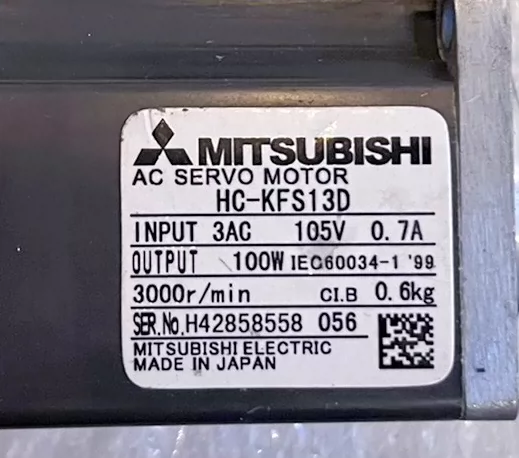 MITSUBISHI
AC SERVO MOTOR
HC-KFS13D
INPUT 3AC 105V 0.7A
OUTPUT 100W IEC60034-1 '99
3000r/min CI.B 0.6kg
SER.No.H42858558 056
MITSUBISHI ELECTRIC
MADE IN JAPAN